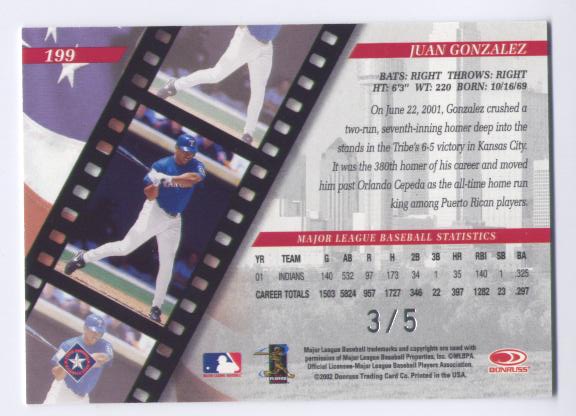 199
JUAN GONZALEZ
BATS: RIGHT THROWS: RIGHT
HT: 6'3" WT: 220 BORN: 10/16/69
On June 22, 2001, Gonzalez crushed a
two-run, seventh-inning homer deep into the
stands in the Tribe's 6-5 victory in Kansas City.
It was the 380th homer of his career and moved
him past Orlando Cepeda as the all-time home run
king among Puerto Rican players.
MAJOR LEAGUE BASEBALL STATISTICS
YR TEAM G AB R H 2B 3B HR RBI SB BA
01 INDIANS 140 532 97 173 34 1 35 140 1 .325
CAREER TOTALS 1503 5824 957 1727 346 22 397 1282 23 .297
3/5
Major League Baseball trademarks and copyrights are used with
permission of Major League Baseball Properties, Inc. ©MLBPA.
Official Licensee-Major League Baseball Players Association.
©2002 Donruss Trading Card Co. Printed in the USA.
DONRUSS